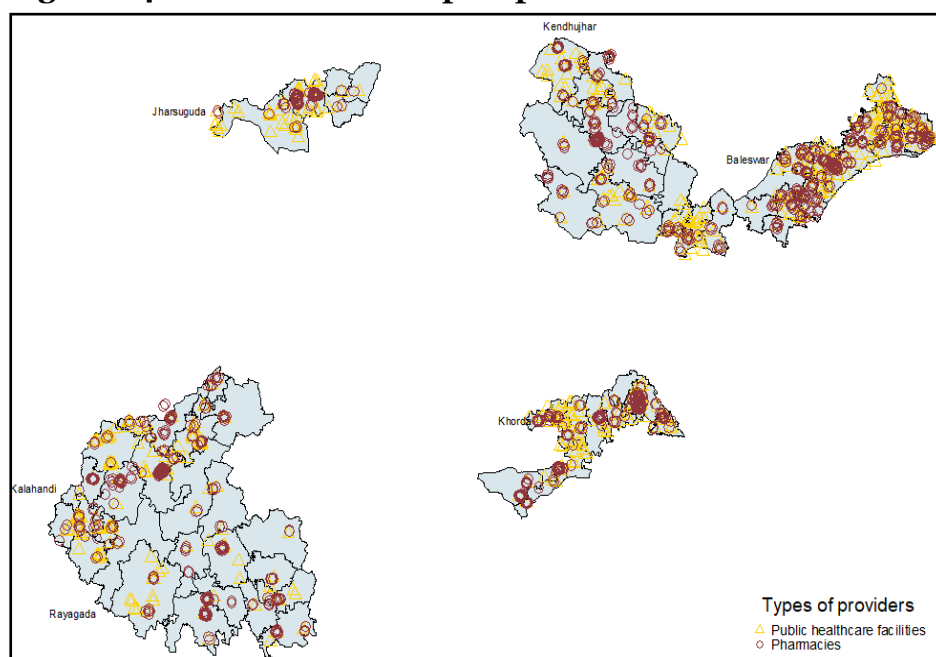 Kendhujhar
Jharsuguda
Baleswar
Khorda
Kalahandi
Rayagada
Types of providers
Public healthcare facilities
Pharmacies